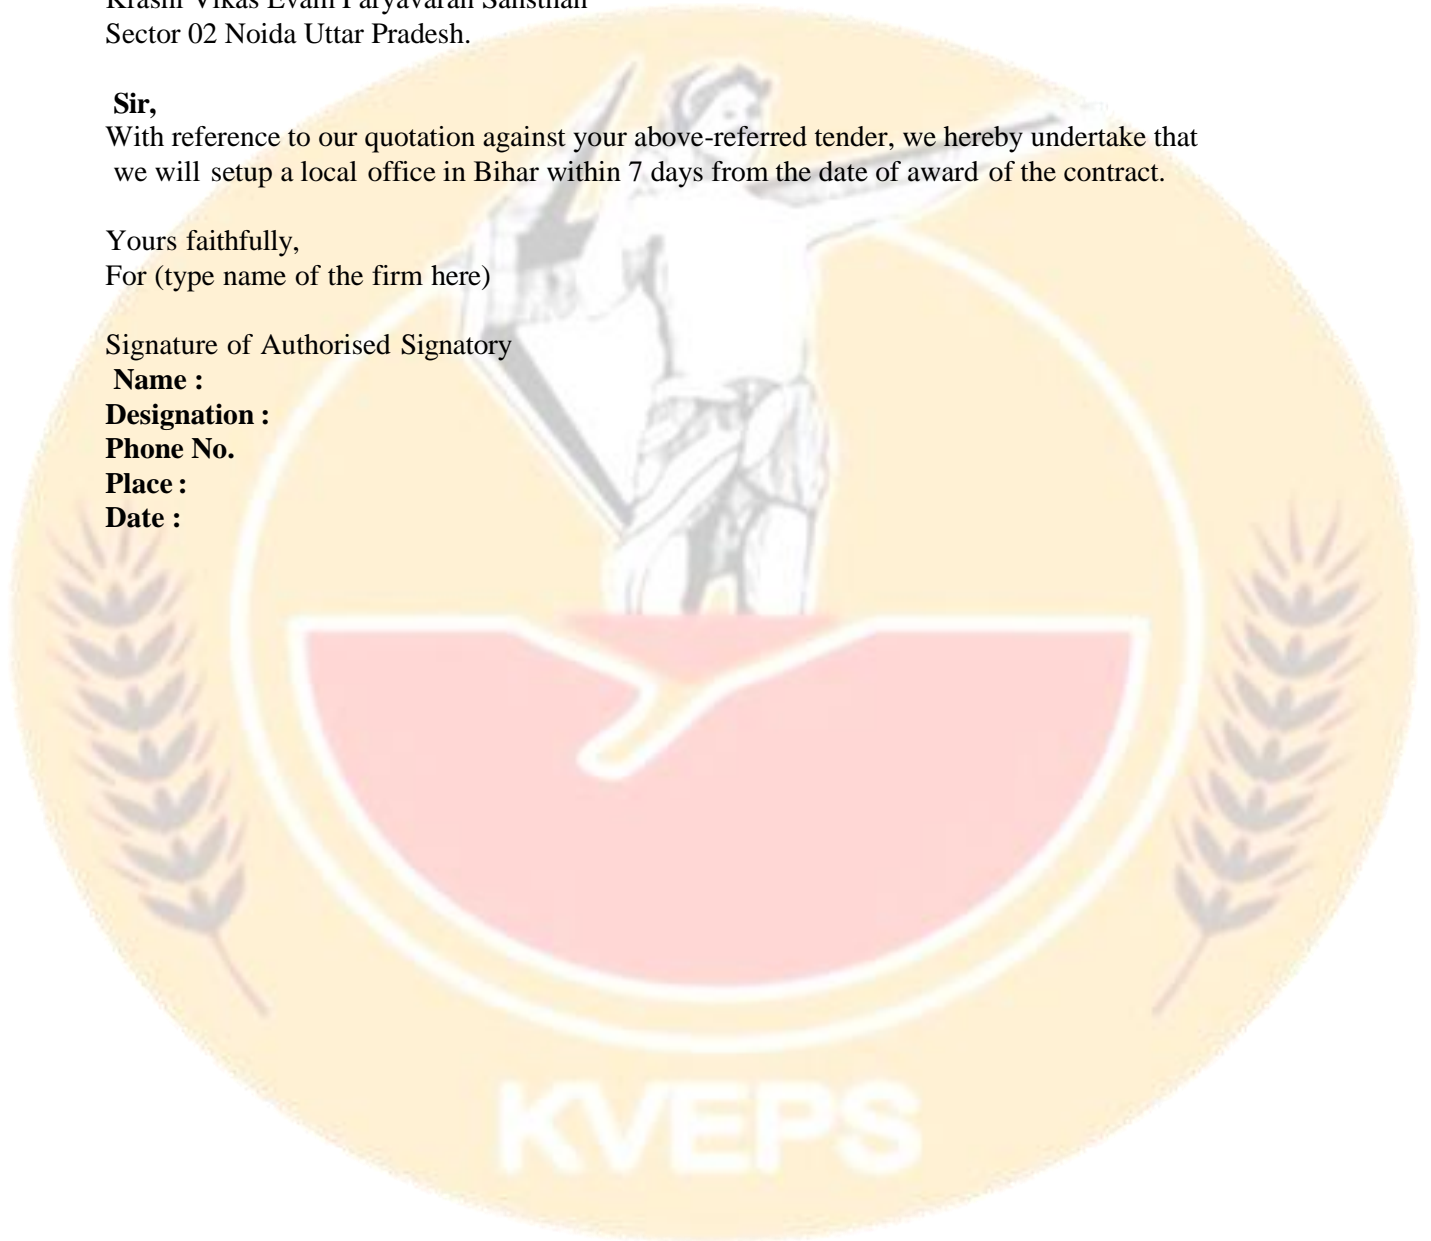 Krashi Vikas Evam Paryavaran Sansthan
Sector 02 Noida Uttar Pradesh.
Sir,
With reference to our quotation against your above-referred tender, we hereby undertake that
we will setup a local office in Bihar within 7 days from the date of award of the contract.
Yours faithfully,
For (type name of the firm here)
Signature of Authorised Signatory
Name :
Designation :
Phone No.
Place :
Date :
KVEPS